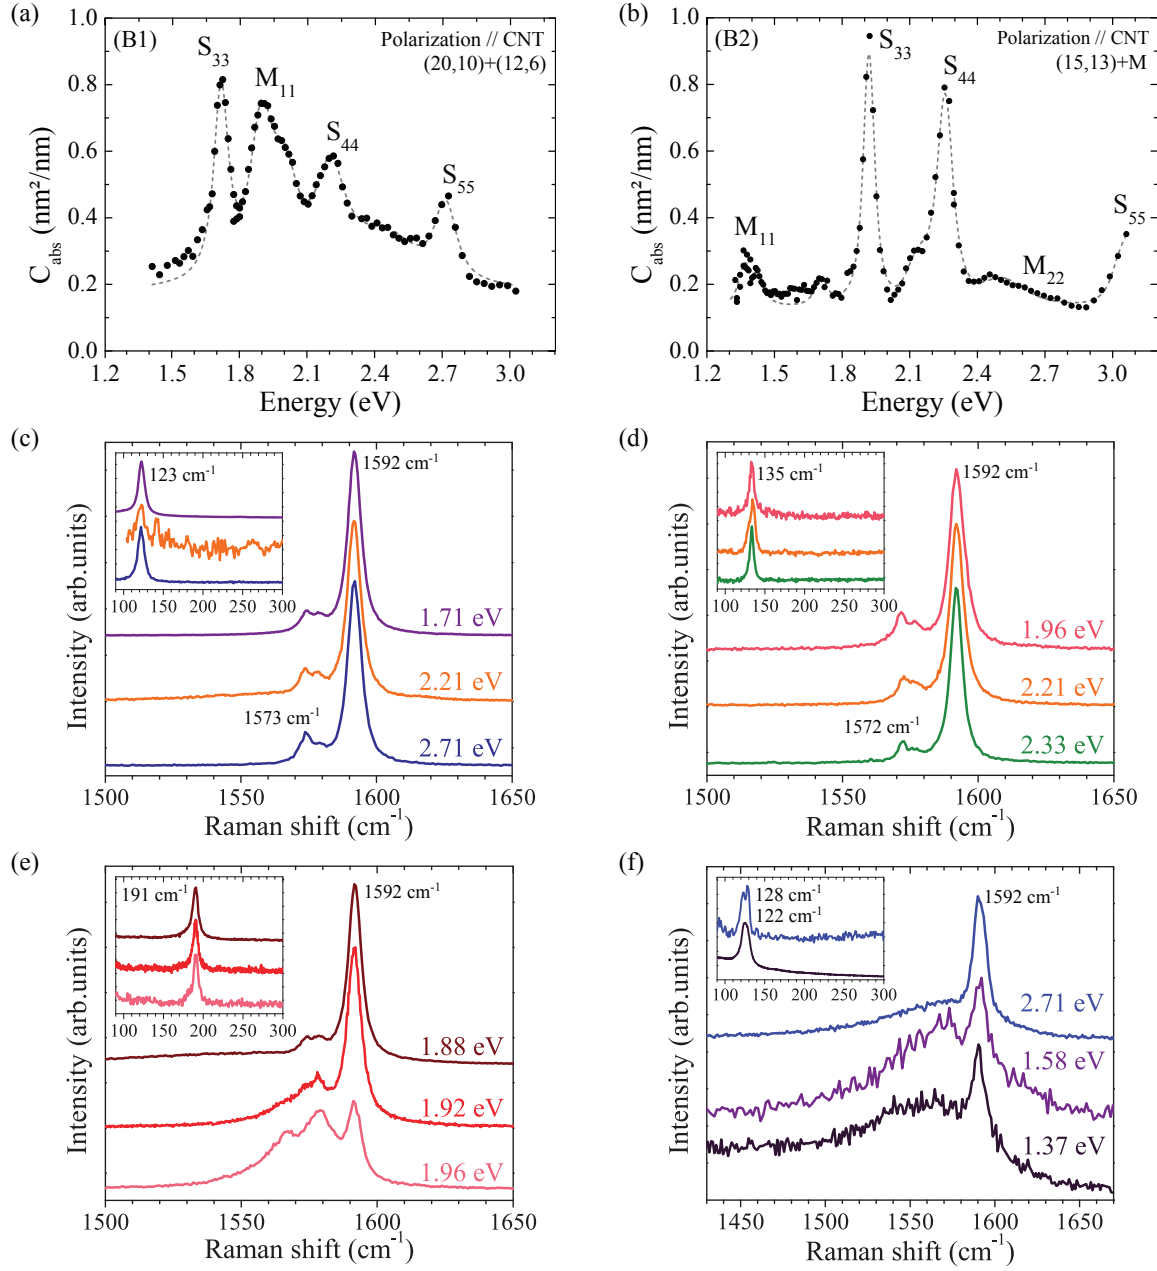 (a)
(B1)
Polarization // CNT
(20,10)+(12,6)
S33
M11
S44
S55
1.0
0.8
0.6
0.4
0.2
0.0
Cabs (nm²/nm)
1.2 1.5 1.8 2.1 2.4 2.7 3.0
Energy (eV)
(b)
(B2)
Polarization // CNT
(15,13)+M
S33
S44
S55
M11
M22
1.0
0.8
0.6
0.4
0.2
0.0
Cabs (nm²/nm)
1.2 1.5 1.8 2.1 2.4 2.7 3.0
Energy (eV)
(c)
123 cm-1
100 150 200 250 300
1592 cm-1
1.71 eV
2.21 eV
1573 cm-1
2.71 eV
Intensity (arb.units)
1500 1550 1600 1650
Raman shift (cm-1)
(d)
135 cm-1
100 150 200 250 300
1592 cm-1
1.96 eV
2.21 eV
1572 cm-1
2.33 eV
Intensity (arb.units)
1500 1550 1600 1650
Raman shift (cm-1)
(e)
191 cm-1
100 150 200 250 300
1592 cm-1
1.88 eV
1.92 eV
1.96 eV
Intensity (arb.units)
1500 1550 1600 1650
Raman shift (cm-1)
(f)
128 cm-1
122 cm-1
100 150 200 250 300
1592 cm-1
2.71 eV
1.58 eV
1.37 eV
Intensity (arb.units)
1450 1500 1550 1600 1650
Raman shift (cm-1)